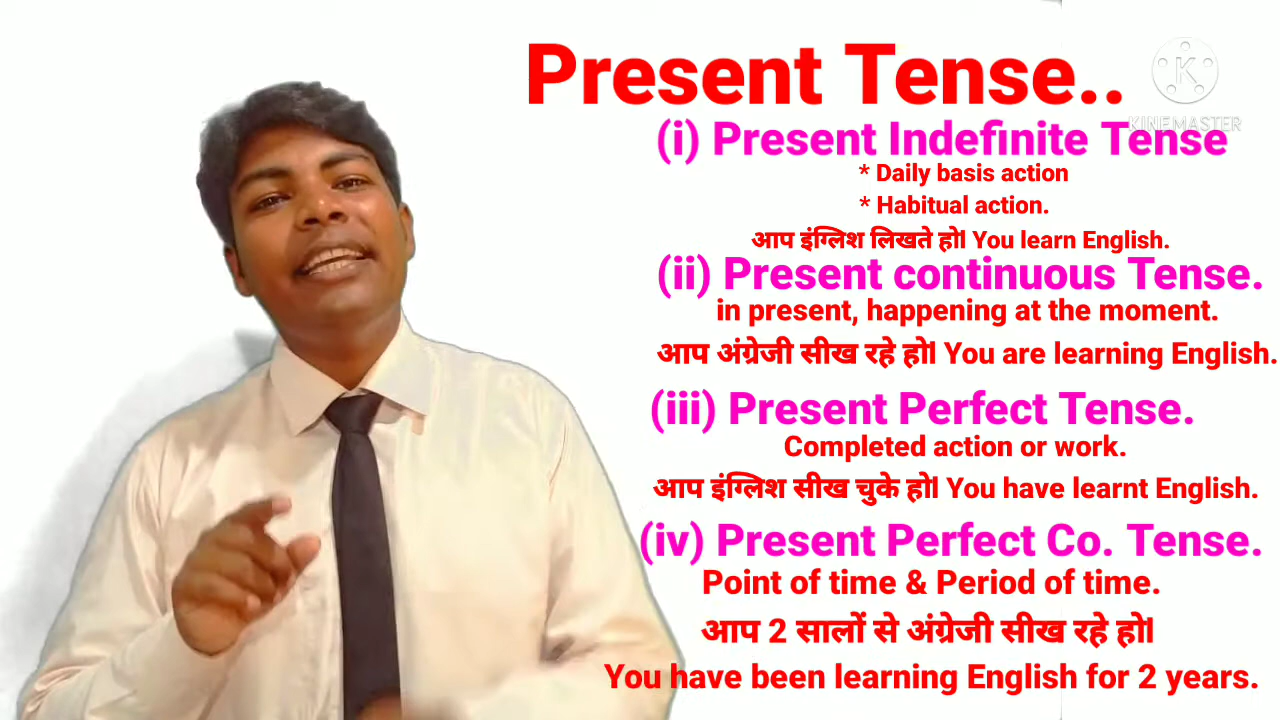 Present Tense..
K
KINEMASTER
(i) Present Indefinite Tense
* Daily basis action
* Habitual action.
आप इंग्लिश लिखते हो। You learn English.
(ii) Present continuous Tense.
in present, happening at the moment.
आप अंग्रेजी सीख रहे हो। You are learning English.
(iii) Present Perfect Tense.
Completed action or work.
आप इंग्लिश सीख चुके हो। You have learnt English.
(iv) Present Perfect Co. Tense.
Point of time & Period of time.
आप 2 सालों से अंग्रेजी सीख रहे हो।
You have been learning English for 2 years.